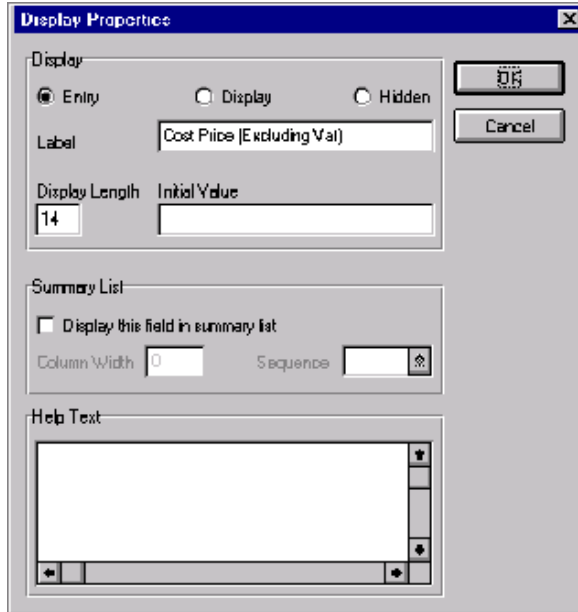 Display Properties
Display
Entry Display Hidden
OK
Cancel
Label Cost Price (Excluding Vat)
Display Length Initial Value
14
Summary List
Display this field in summary list
Column Width 0 Sequence
Help Text